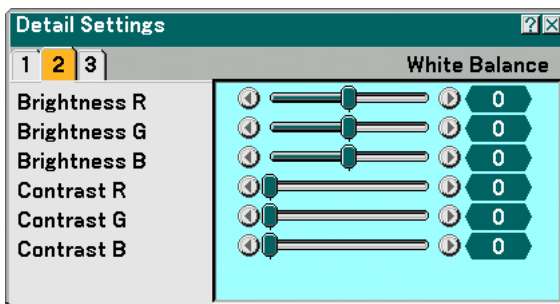 Detail Settings ?
1 2 3 White Balance
Brightness R 0
Brightness G 0
Brightness B 0
Contrast R 0
Contrast G 0
Contrast B 0